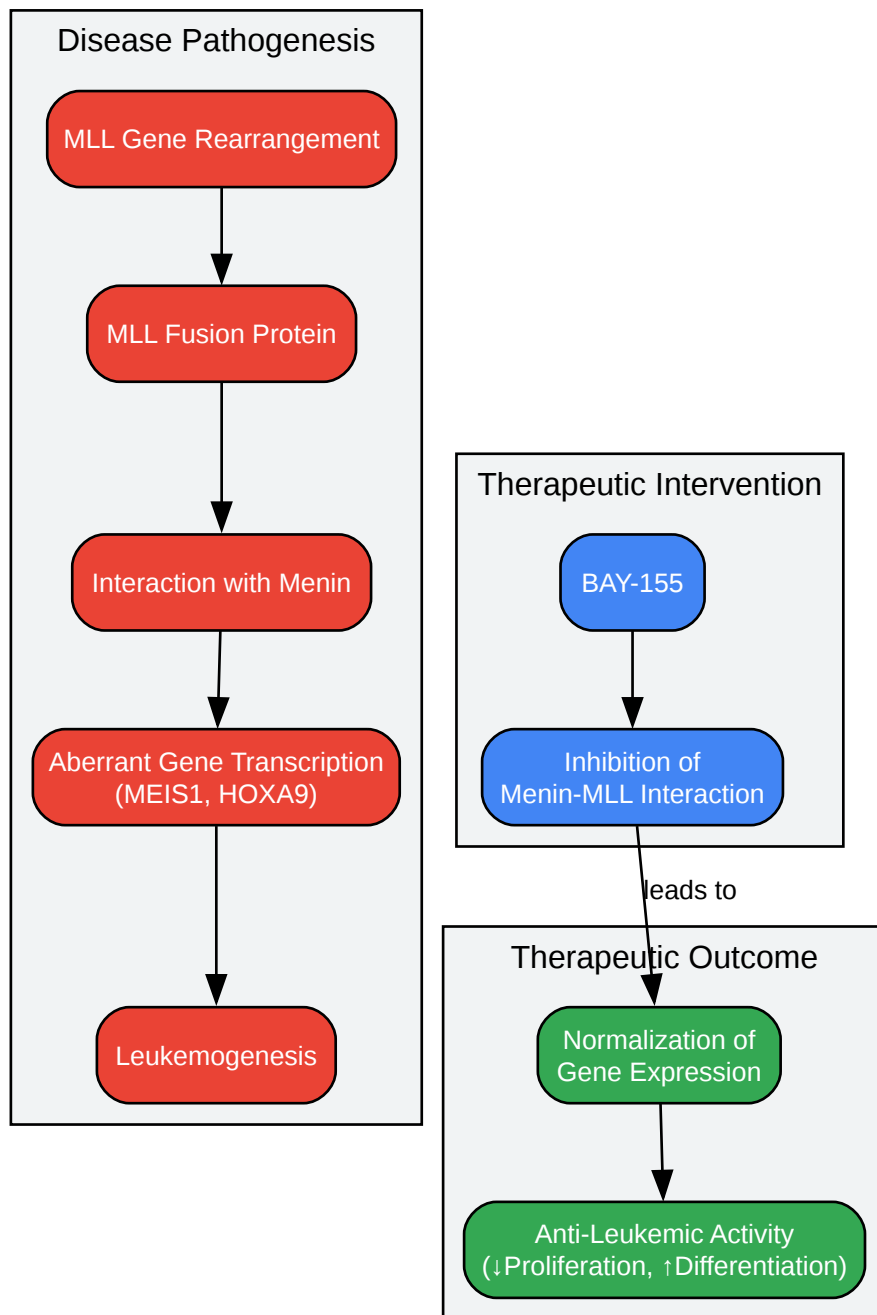 Disease Pathogenesis
MLL Gene Rearrangement
MLL Fusion Protein
Interaction with Menin
Aberrant Gene Transcription
(MEIS1, HOXA9)
Leukemogenesis
Therapeutic Intervention
BAY-155
Inhibition of
Menin-MLL Interaction
leads to
Therapeutic Outcome
Normalization of
Gene Expression
Anti-Leukemic Activity
(↓Proliferation, ↑Differentiation)